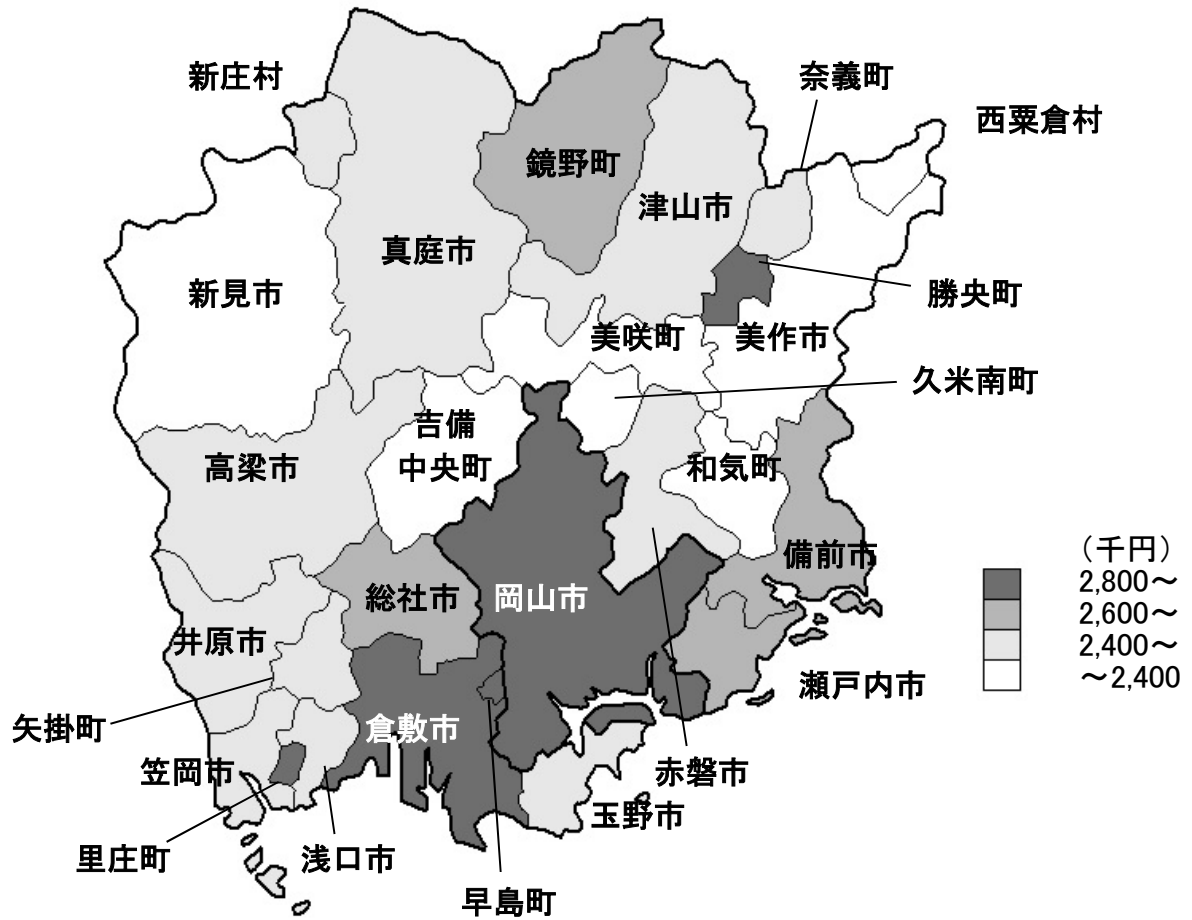 新庄村
奈義町
西粟倉村
鏡野町
津山市
真庭市
新見市
勝央町
美咲町
美作市
久米南町
吉備
中央町
高梁市
和気町
備前市
総社市
岡山市
井原市
瀬戸内市
矢掛町
倉敷市
笠岡市
赤磐市
玉野市
里庄町
浅口市
早島町
（千円）
2,800～
2,600～
2,400～
～2,400